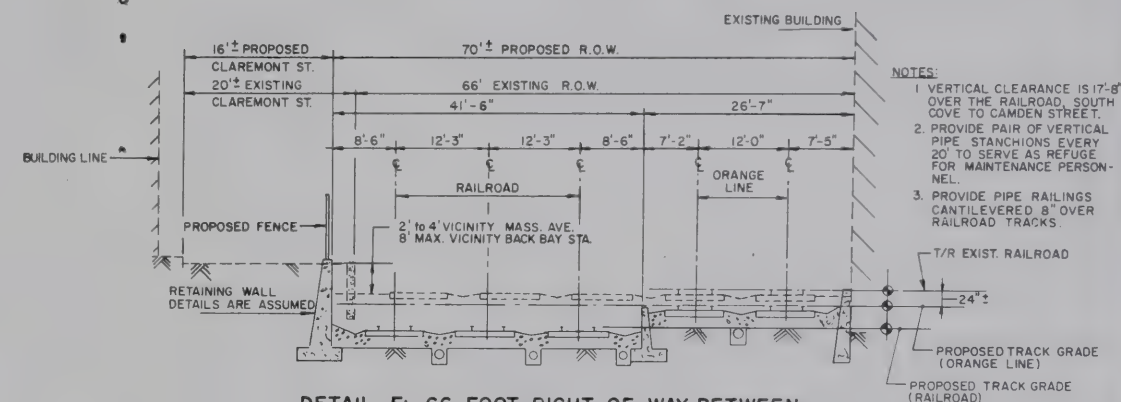 EXISTING BUILDING
16'± PROPOSED
CLAREMONT ST.
70'± PROPOSED R.O.W.
20'± EXISTING
CLAREMONT ST.
66' EXISTING R.O.W.
41'-6"
26'-7"
8'-6"
12'-3"
12'-3"
8'-6"
7'-2"
12'-0"
7'-5"
BUILDING LINE
RAILROAD
ORANGE
LINE
PROPOSED FENCE
2' to 4' VICINITY MASS. AVE.
8' MAX. VICINITY BACK BAY STA.
RETAINING WALL
DETAILS ARE ASSUMED
NOTES:
1 VERTICAL CLEARANCE IS 17'-8"
OVER THE RAILROAD, SOUTH
COVE TO CAMDEN STREET.
2. PROVIDE PAIR OF VERTICAL
PIPE STANCHIONS EVERY
20' TO SERVE AS REFUGE
FOR MAINTENANCE PERSON-
NEL.
3. PROVIDE PIPE RAILINGS
CANTILEVERED 8" OVER
RAILROAD TRACKS.
T/R EXIST. RAILROAD
24"±
PROPOSED TRACK GRADE
(ORANGE LINE)
PROPOSED TRACK GRADE
(RAILROAD)
DETAIL E: 66 FOOT RIGHT OF WAY BETWEEN